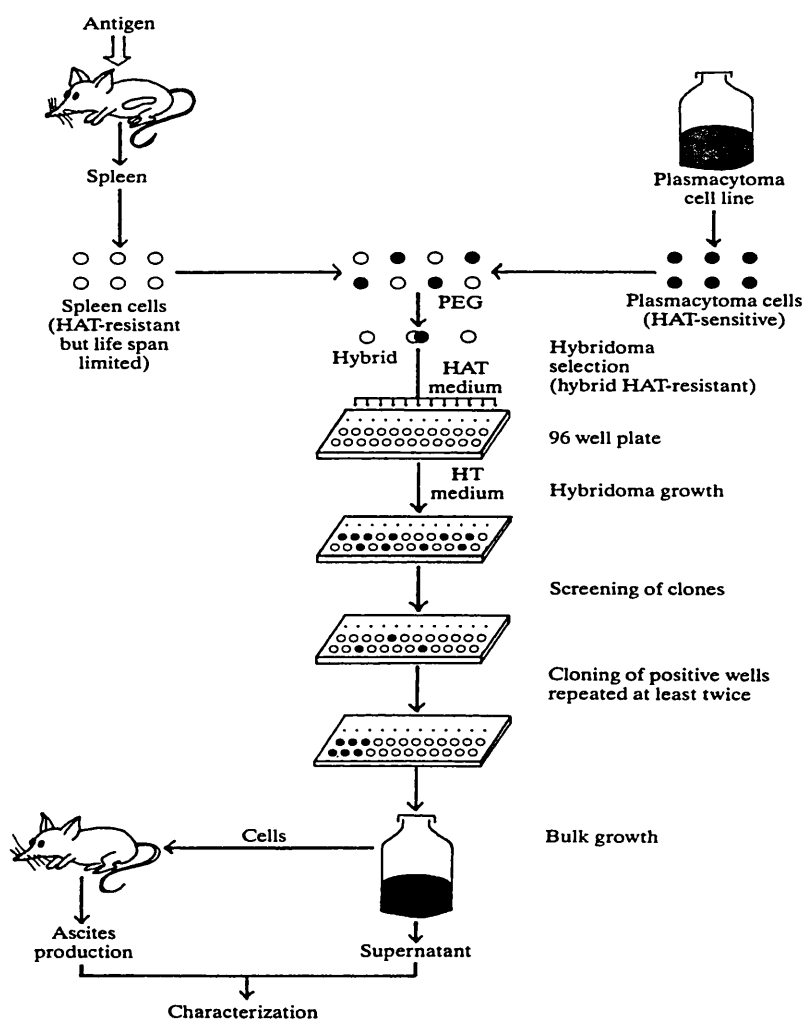 Antigen
Spleen
Plasmacytoma
cell line
Spleen cells
(HAT-resistant
but life span
limited)
PEG
Plasmacytoma cells
(HAT-sensitive)
Hybrid
HAT
medium
Hybridoma
selection
(hybrid HAT-resistant)
96 well plate
HT
medium
Hybridoma growth
Screening of clones
Cloning of positive wells
repeated at least twice
Cells
Bulk growth
Ascites
production
Supernatant
Characterization